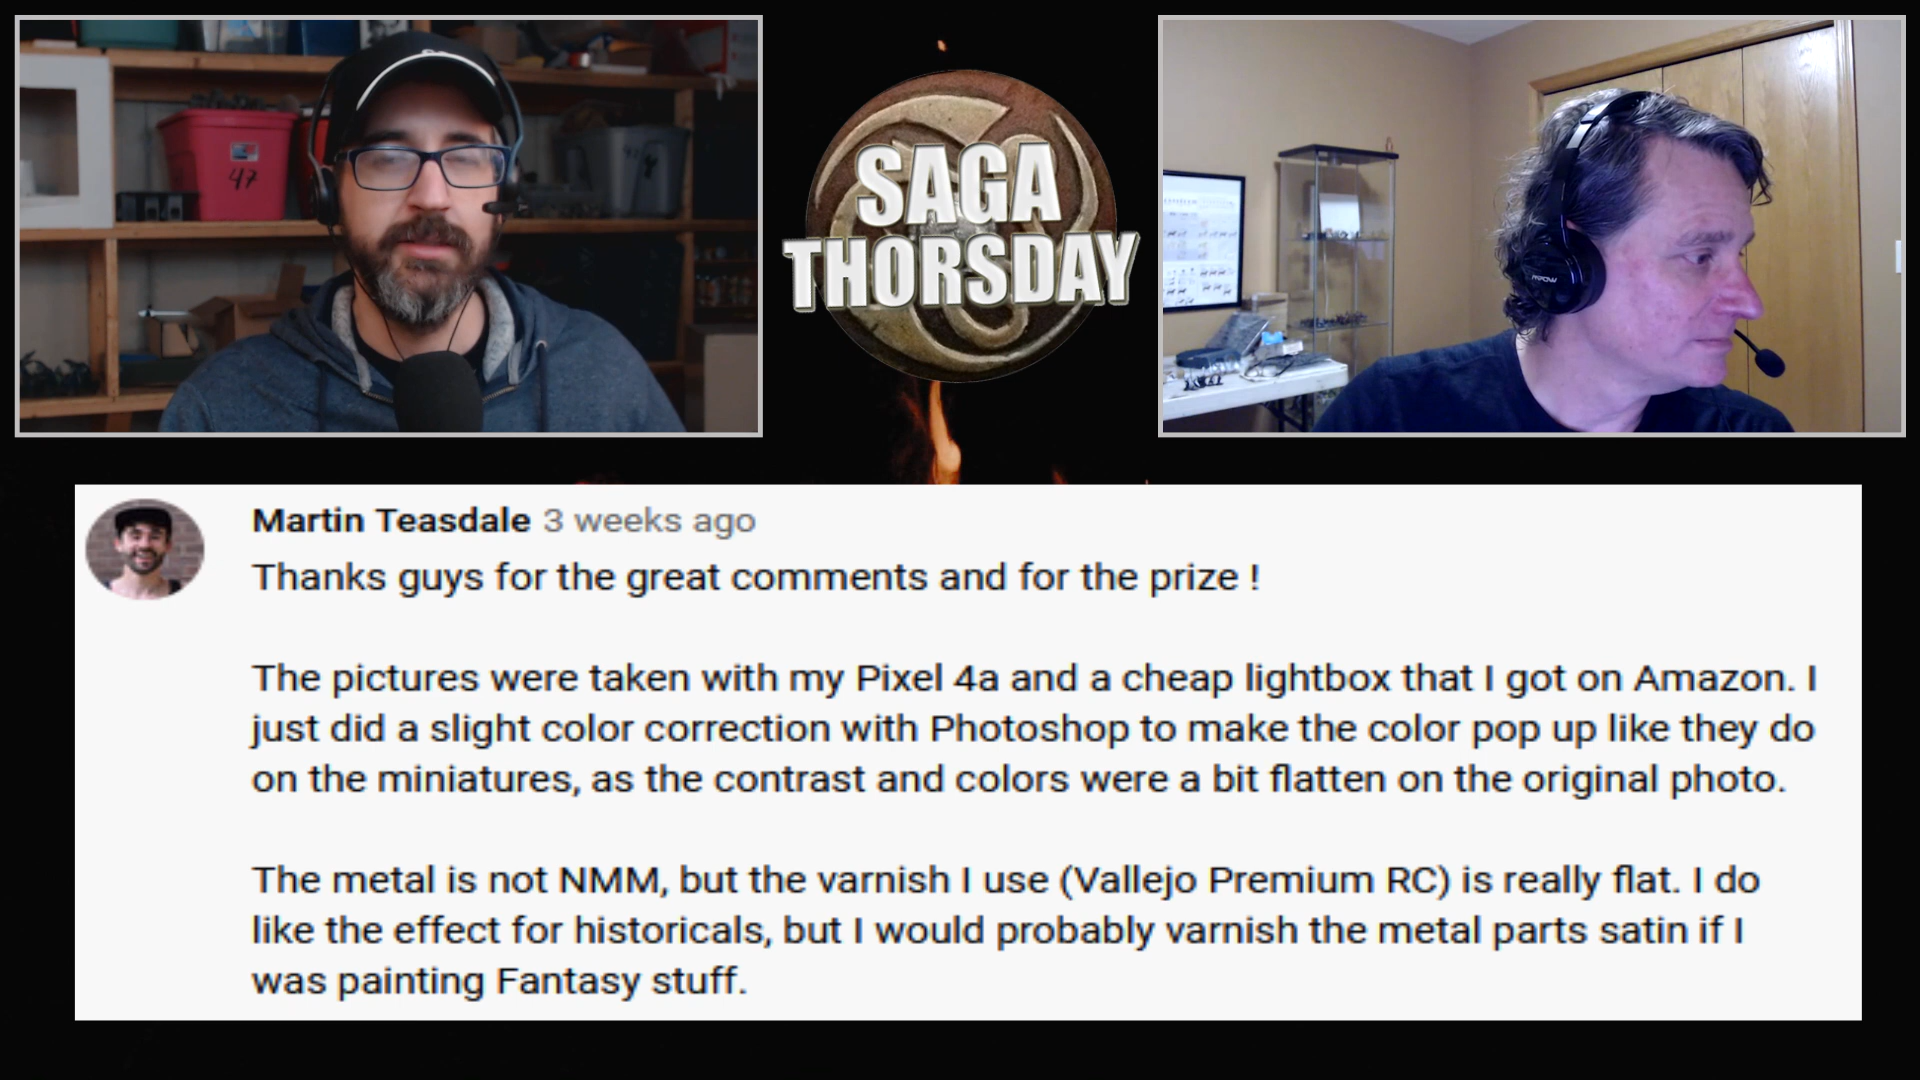 47
SAGA
THORSDAY
mpow
Martin Teasdale 3 weeks ago
Thanks guys for the great comments and for the prize !
The pictures were taken with my Pixel 4a and a cheap lightbox that I got on Amazon. I
just did a slight color correction with Photoshop to make the color pop up like they do
on the miniatures, as the contrast and colors were a bit flatten on the original photo.
The metal is not NMM, but the varnish I use (Vallejo Premium RC) is really flat. I do
like the effect for historicals, but I would probably varnish the metal parts satin if I
was painting Fantasy stuff.